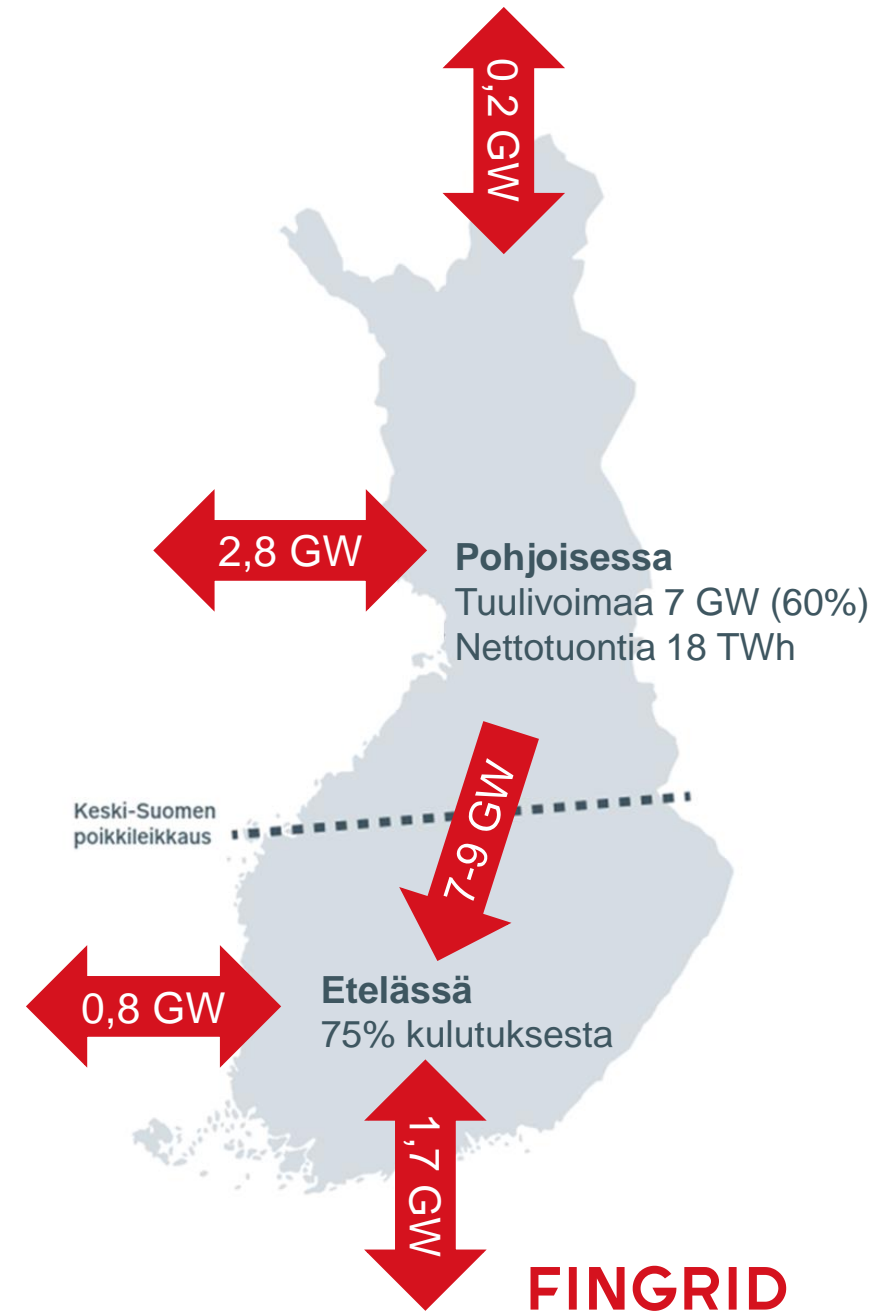 0,2 GW
2,8 GW
Pohjoisessa
Tuulivoimaa 7 GW (60%)
Nettotuontia 18 TWh
7-9 GW
Keski-Suomen
poikkileikkaus
0,8 GW
Etelässä
75% kulutuksesta
1,7 GW
FINGRID